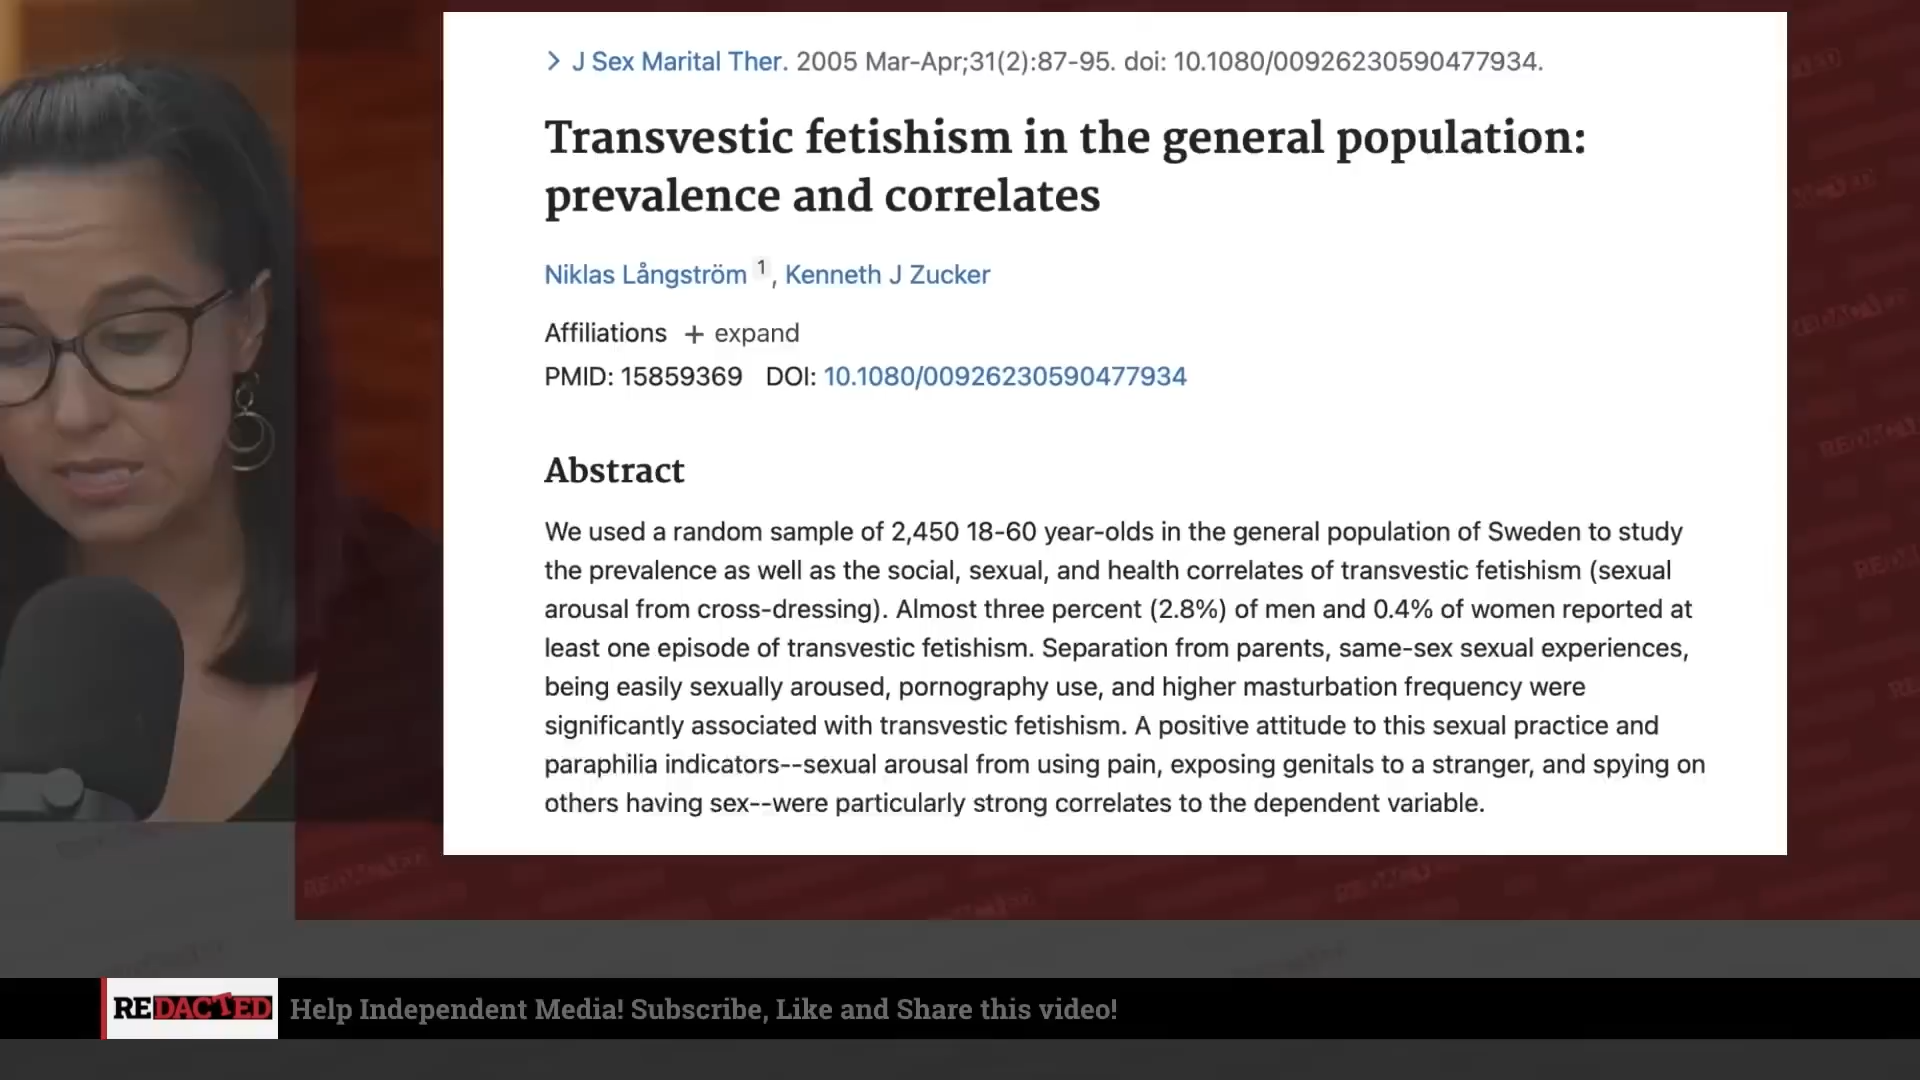 > J Sex Marital Ther. 2005 Mar-Apr;31(2):87-95. doi: 10.1080/00926230590477934.
Transvestic fetishism in the general population:
prevalence and correlates
Niklas Långström 1, Kenneth J Zucker
Affiliations + expand
PMID: 15859369 DOI: 10.1080/00926230590477934
Abstract
We used a random sample of 2,450 18-60 year-olds in the general population of Sweden to study
the prevalence as well as the social, sexual, and health correlates of transvestic fetishism (sexual
arousal from cross-dressing). Almost three percent (2.8%) of men and 0.4% of women reported at
least one episode of transvestic fetishism. Separation from parents, same-sex sexual experiences,
being easily sexually aroused, pornography use, and higher masturbation frequency were
significantly associated with transvestic fetishism. A positive attitude to this sexual practice and
paraphilia indicators--sexual arousal from using pain, exposing genitals to a stranger, and spying on
others having sex--were particularly strong correlates to the dependent variable.
REDACTED Help Independent Media! Subscribe, Like and Share this video!